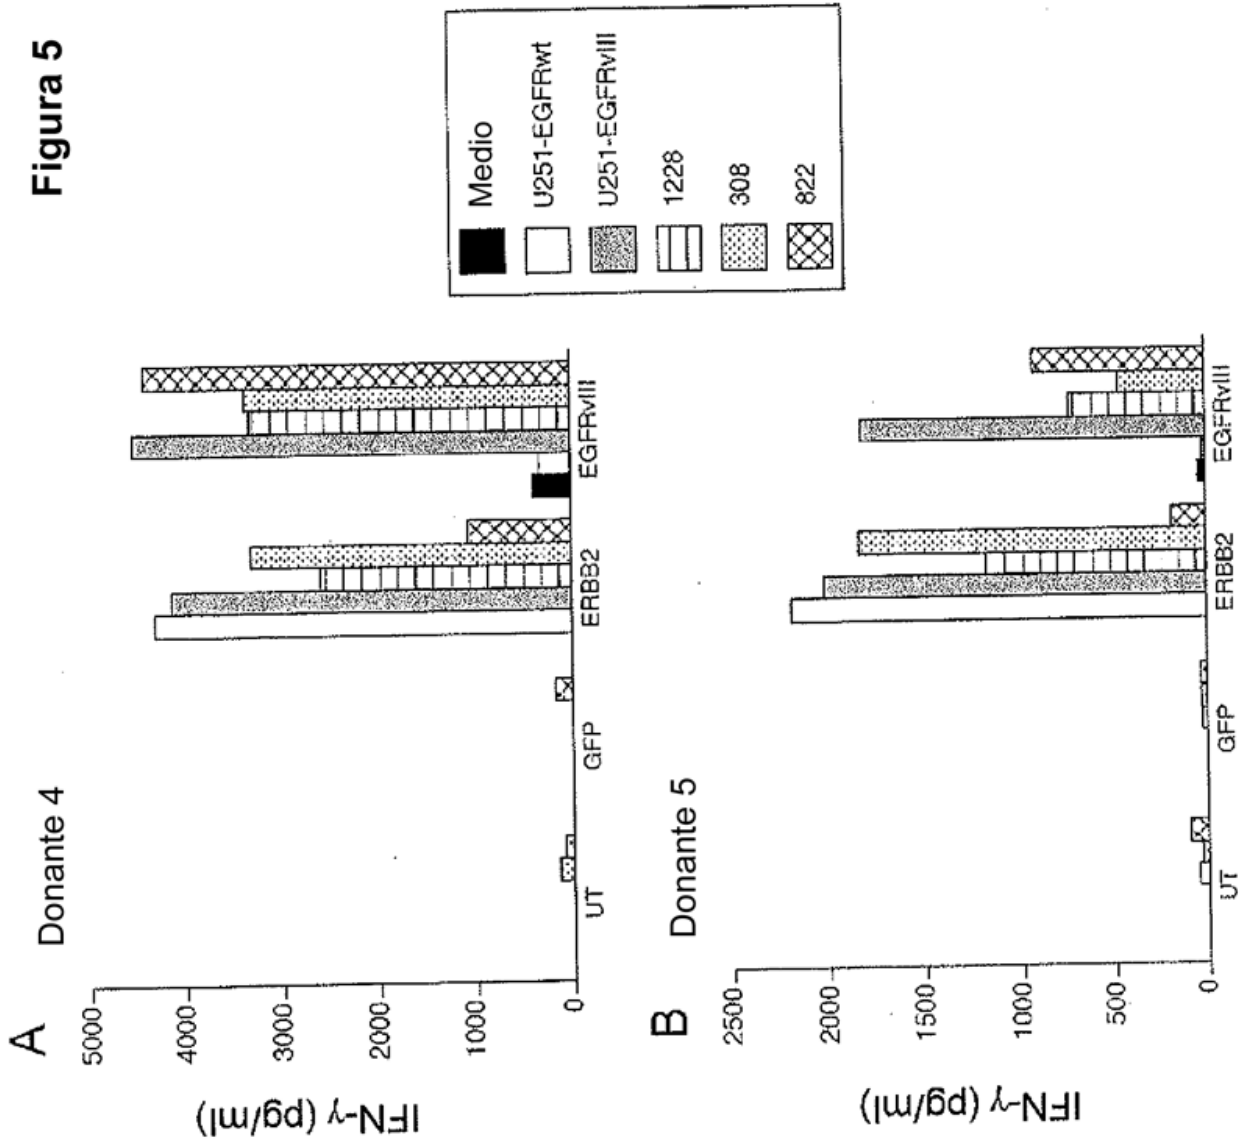 Figura 5
A
Donante 4
IFN-γ (pg/ml)
5000
4000
3000
2000
1000
0
UT
GFP
ERBB2
EGFRvIII
Medio
U251-EGFRwt
U251-EGFRvIII
1228
308
822
B
Donante 5
IFN-γ (pg/ml)
2500
2000
1500
1000
500
0
UT
GFP
ERBB2
EGFRvIII